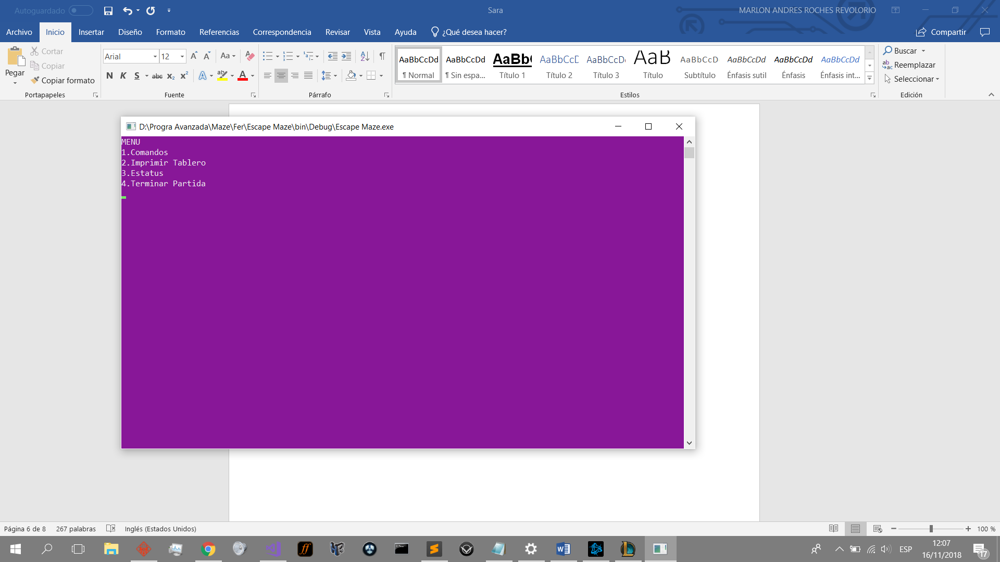 Autoguardado
Sara
MARLON ANDRES ROCHES REVOLORIO
Archivo Inicio Insertar Diseño Formato Referencias Correspondencia Revisar Vista Ayuda ¿Qué desea hacer? Compartir
Pegar
Cortar
Copiar
Copiar formato
Portapapeles
Arial 12
Aa
N K S abc x₂ x² A aby A
Fuente
Párrafo
AaBbCcDd AaBbCcDd AaBb( AaBbCcD AaBbCcD AaB AaBbCcD AaBbCcDd AaBbCcDd AaBbCcDd
¶ Normal ¶ Sin espa... Título 1 Título 2 Título 3 Título Subtítulo Énfasis sutil Énfasis Énfasis int...
Estilos
Buscar
Reemplazar
Seleccionar
Edición
D:\Progra Avanzada\Maze\Fer\Escape Maze\bin\Debug\Escape Maze.exe
MENU
1.Comandos
2.Imprimir Tablero
3.Estatus
4.Terminar Partida
Página 6 de 8 267 palabras Inglés (Estados Unidos) 100 %
ff
ESP
12:07
16/11/2018
17